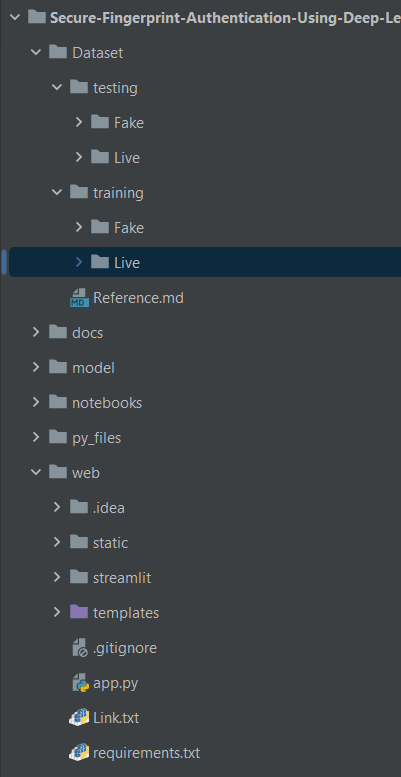 Secure-Fingerprint-Authentication-Using-Deep-Le
Dataset
testing
Fake
Live
training
Fake
Live
MD Reference.md
docs
model
notebooks
py_files
web
.idea
static
streamlit
templates
.gitignore
app.py
Link.txt
requirements.txt